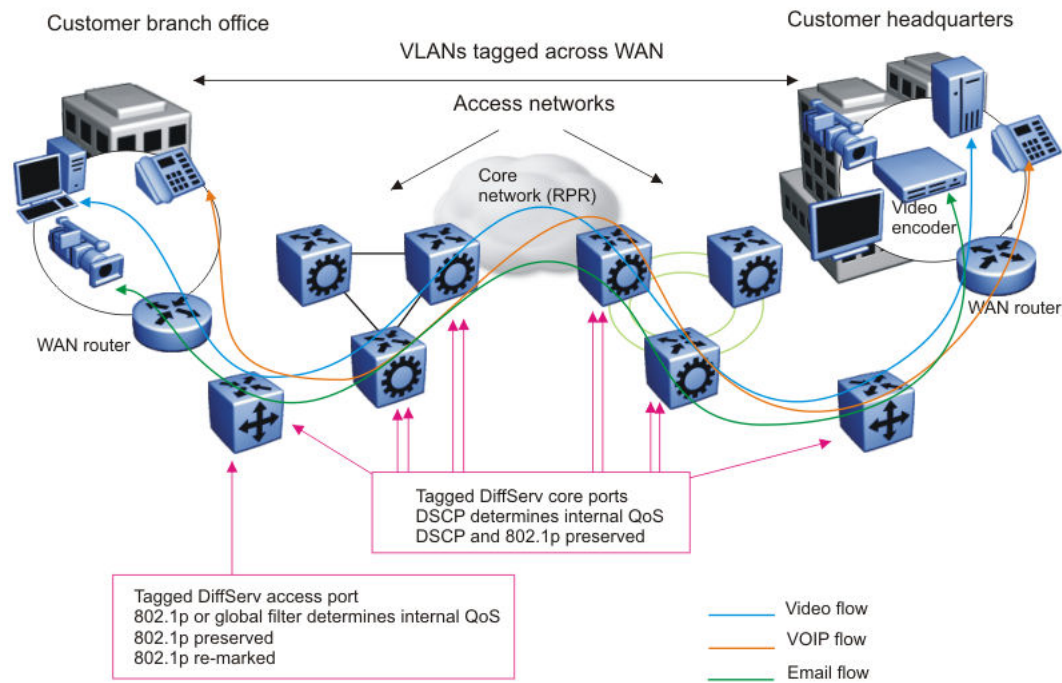 Customer branch office
Customer headquarters
VLANs tagged across WAN
Access networks
Core
network (RPR)
Video
encoder
WAN router
WAN router
Tagged DiffServ core ports
DSCP determines internal QoS
DSCP and 802.1p preserved
Tagged DiffServ access port
802.1p or global filter determines internal QoS
802.1p preserved
802.1p re-marked
Video flow
VOIP flow
Email flow